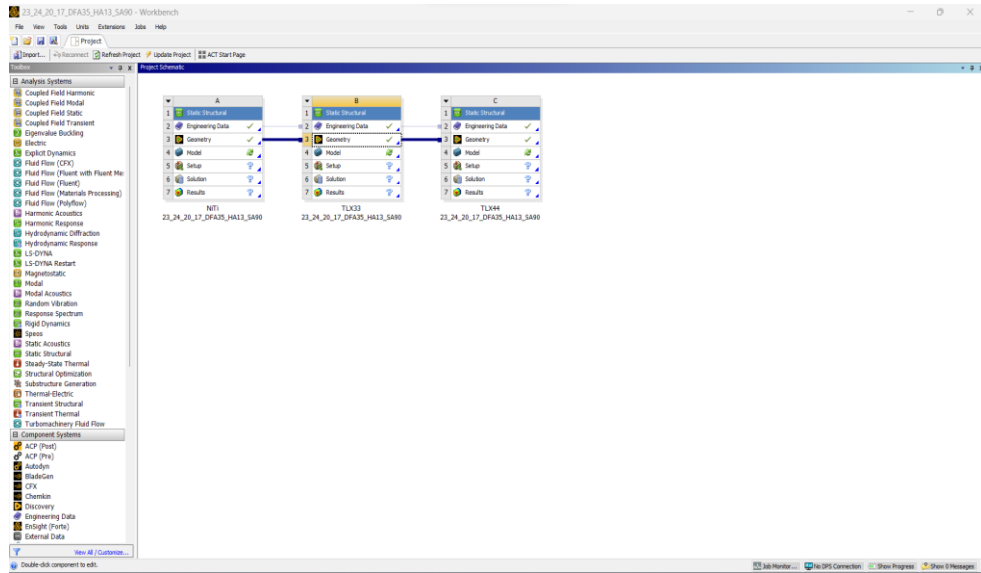 23_24_20_17_DFA35_HA13_SA90 - Workbench
File View Tools Units Extensions Jobs Help
Project
Import... Reconnect Refresh Project Update Project ACT Start Page
Toolbox
Project Schematic
Analysis Systems
Coupled Field Harmonic
Coupled Field Modal
Coupled Field Static
Coupled Field Transient
Eigenvalue Buckling
Electric
Explicit Dynamics
Fluid Flow (CFX)
Fluid Flow (Fluent with Fluent Me
Fluid Flow (Fluent)
Fluid Flow (Materials Processing)
Fluid Flow (Polyflow)
Harmonic Acoustics
Harmonic Response
Hydrodynamic Diffraction
Hydrodynamic Response
LS-DYNA
LS-DYNA Restart
Magnetostatic
Modal
Modal Acoustics
Random Vibration
Response Spectrum
Rigid Dynamics
Speos
Static Acoustics
Static Structural
Steady-State Thermal
Structural Optimization
Substructure Generation
Thermal-Electric
Transient Structural
Transient Thermal
Turbomachinery Fluid Flow
Component Systems
ACP (Post)
ACP (Pre)
Autodyn
BladeGen
CFX
Chemkin
Discovery
Engineering Data
EnSight (Forte)
External Data
View All / Customize...
A
1 Static Structural
2 Engineering Data
3 Geometry
4 Model
5 Setup
6 Solution
7 Results
NiTi
23_24_20_17_DFA35_HA13_SA90
B
1 Static Structural
2 Engineering Data
3 Geometry
4 Model
5 Setup
6 Solution
7 Results
TLX33
23_24_20_17_DFA35_HA13_SA90
C
1 Static Structural
2 Engineering Data
3 Geometry
4 Model
5 Setup
6 Solution
7 Results
TLX44
23_24_20_17_DFA35_HA13_SA90
Double-click component to edit.
Job Monitor... No DPS Connection Show Progress Show 0 Messages